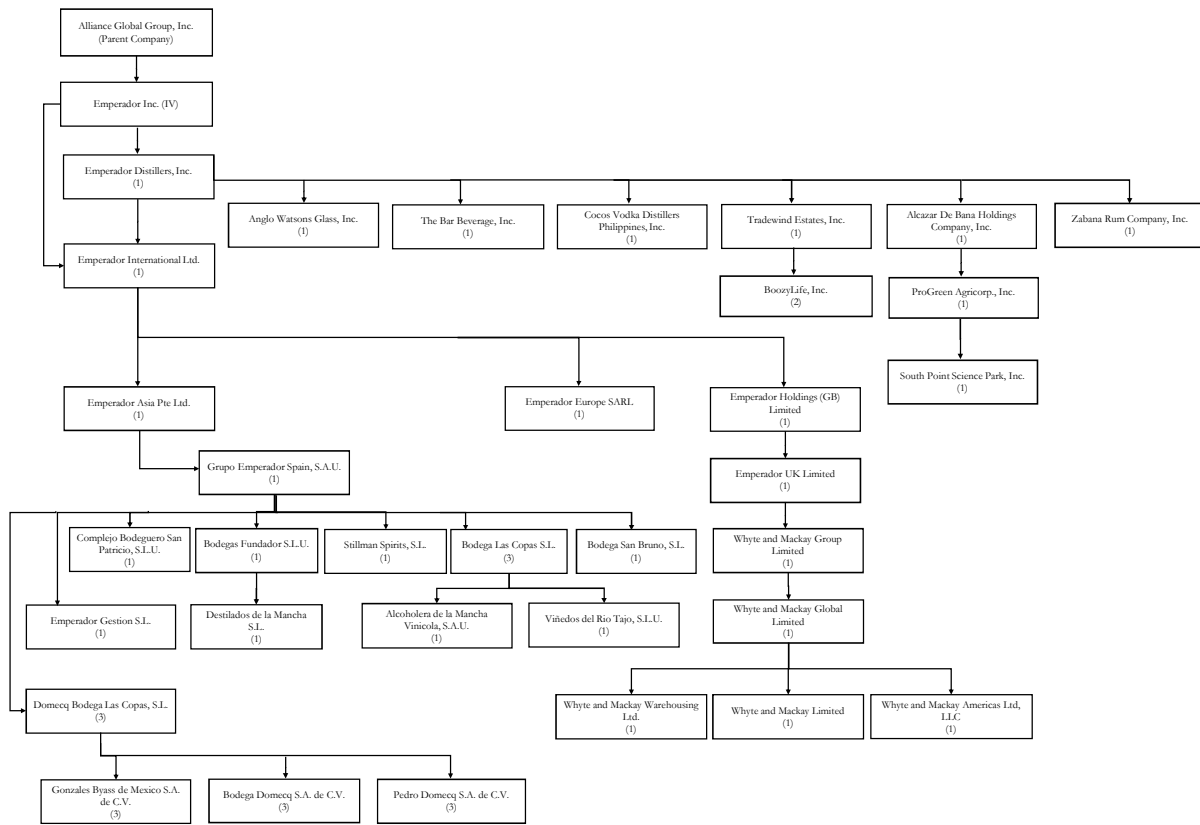 Alliance Global Group, Inc.
(Parent Company)
Emperador Inc. (IV)
Emperador Distillers, Inc.
(1)
Anglo Watsons Glass, Inc.
(1)
The Bar Beverage, Inc.
(1)
Cocos Vodka Distillers
Philippines, Inc.
(1)
Tradewind Estates, Inc.
(1)
Alcazar De Bana Holdings
Company, Inc.
(1)
Zabana Rum Company, Inc.
(1)
Emperador International Ltd.
(1)
BoozyLife, Inc.
(2)
ProGreen Agricorp., Inc.
(1)
South Point Science Park, Inc.
(1)
Emperador Asia Pte Ltd.
(1)
Emperador Europe SARL
(1)
Emperador Holdings (GB)
Limited
(1)
Grupo Emperador Spain, S.A.U.
(1)
Emperador UK Limited
(1)
Complejo Bodeguero San
Patricio, S.L.U.
(1)
Bodegas Fundador S.L.U.
(1)
Stillman Spirits, S.L.
(1)
Bodega Las Copas S.L.
(3)
Bodega San Bruno, S.L.
(1)
Whyte and Mackay Group
Limited
(1)
Emperador Gestion S.L.
(1)
Destilados de la Mancha
S.L.
(1)
Alcoholera de la Mancha
Vinicola, S.A.U.
(1)
Viñedos del Rio Tajo, S.L.U.
(1)
Whyte and Mackay Global
Limited
(1)
Domecq Bodega Las Copas, S.L.
(3)
Whyte and Mackay Warehousing
Ltd.
(1)
Whyte and Mackay Limited
(1)
Whyte and Mackay Americas Ltd,
LLC
(1)
Gonzales Byass de Mexico S.A.
de C.V.
(3)
Bodega Domecq S.A. de C.V.
(3)
Pedro Domecq S.A. de C.V.
(3)